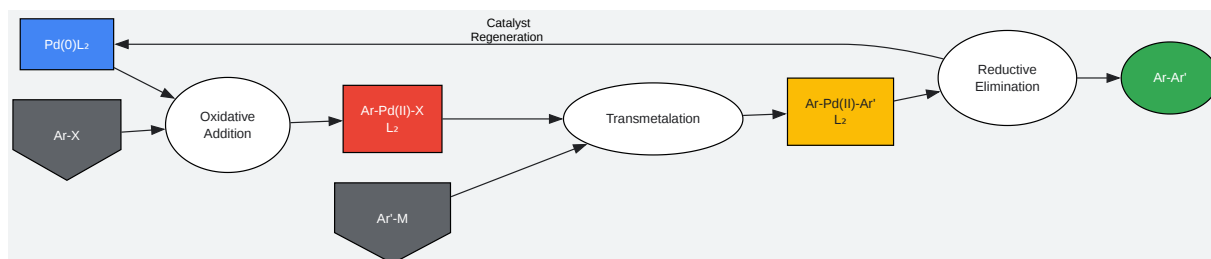 Catalyst
Regeneration
Pd(0)L₂
Ar-X
Oxidative
Addition
Ar-Pd(II)-X
L₂
Ar'-M
Transmetalation
Ar-Pd(II)-Ar'
L₂
Reductive
Elimination
Ar-Ar'